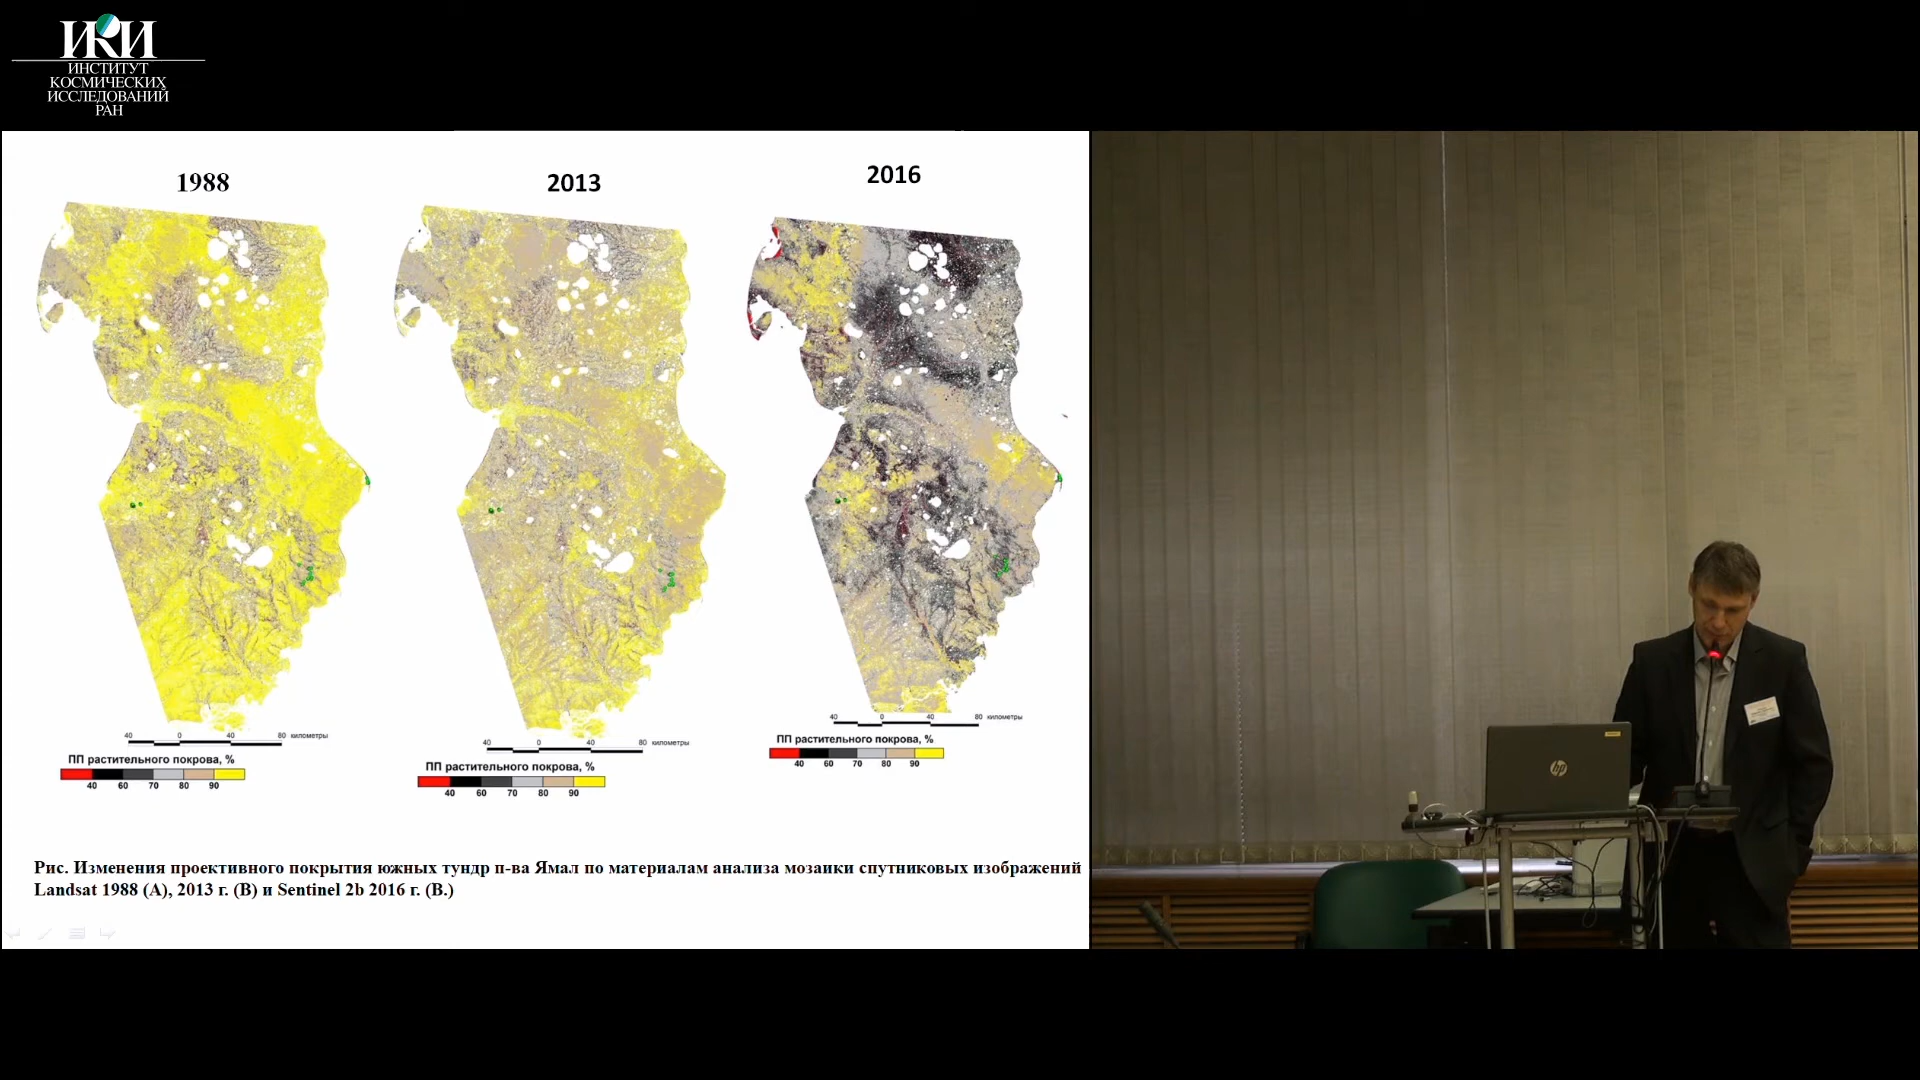 ИКИ
ИНСТИТУТ
КОСМИЧЕСКИХ
ИССЛЕДОВАНИЙ
РАН
1988
2013
2016
40 0 40 80 километры
ПП растительного покрова, %
40 60 70 80 90
40 0 40 80 километры
ПП растительного покрова, %
40 60 70 80 90
40 0 40 80 километры
ПП растительного покрова, %
40 60 70 80 90
Рис. Изменения проективного покрытия южных тундр п-ва Ямал по материалам анализа мозаики спутниковых изображений
Landsat 1988 (А), 2013 г. (В) и Sentinel 2b 2016 г. (В.)
hp